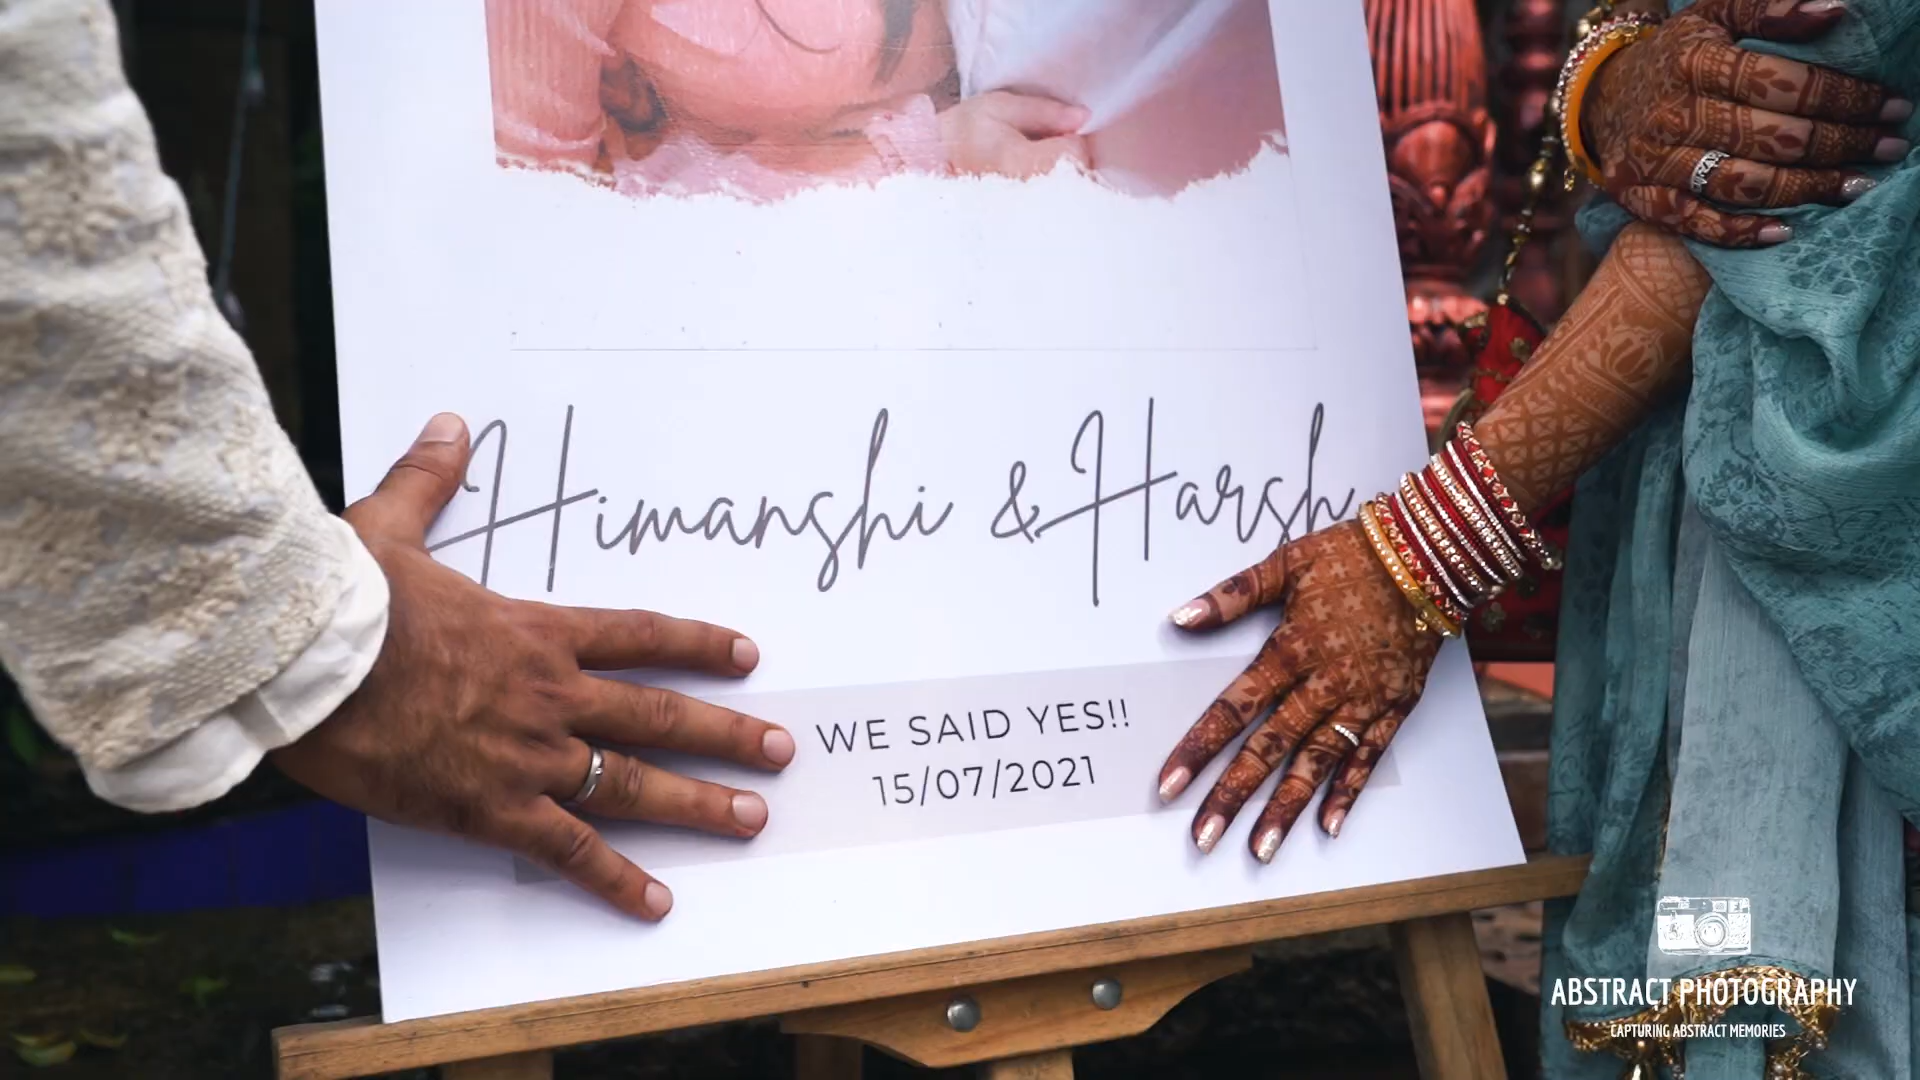 Himanshi & Harsh
WE SAID YES!!
15/07/2021
ABSTRACT PHOTOGRAPHY
CAPTURING ABSTRACT MEMORIES